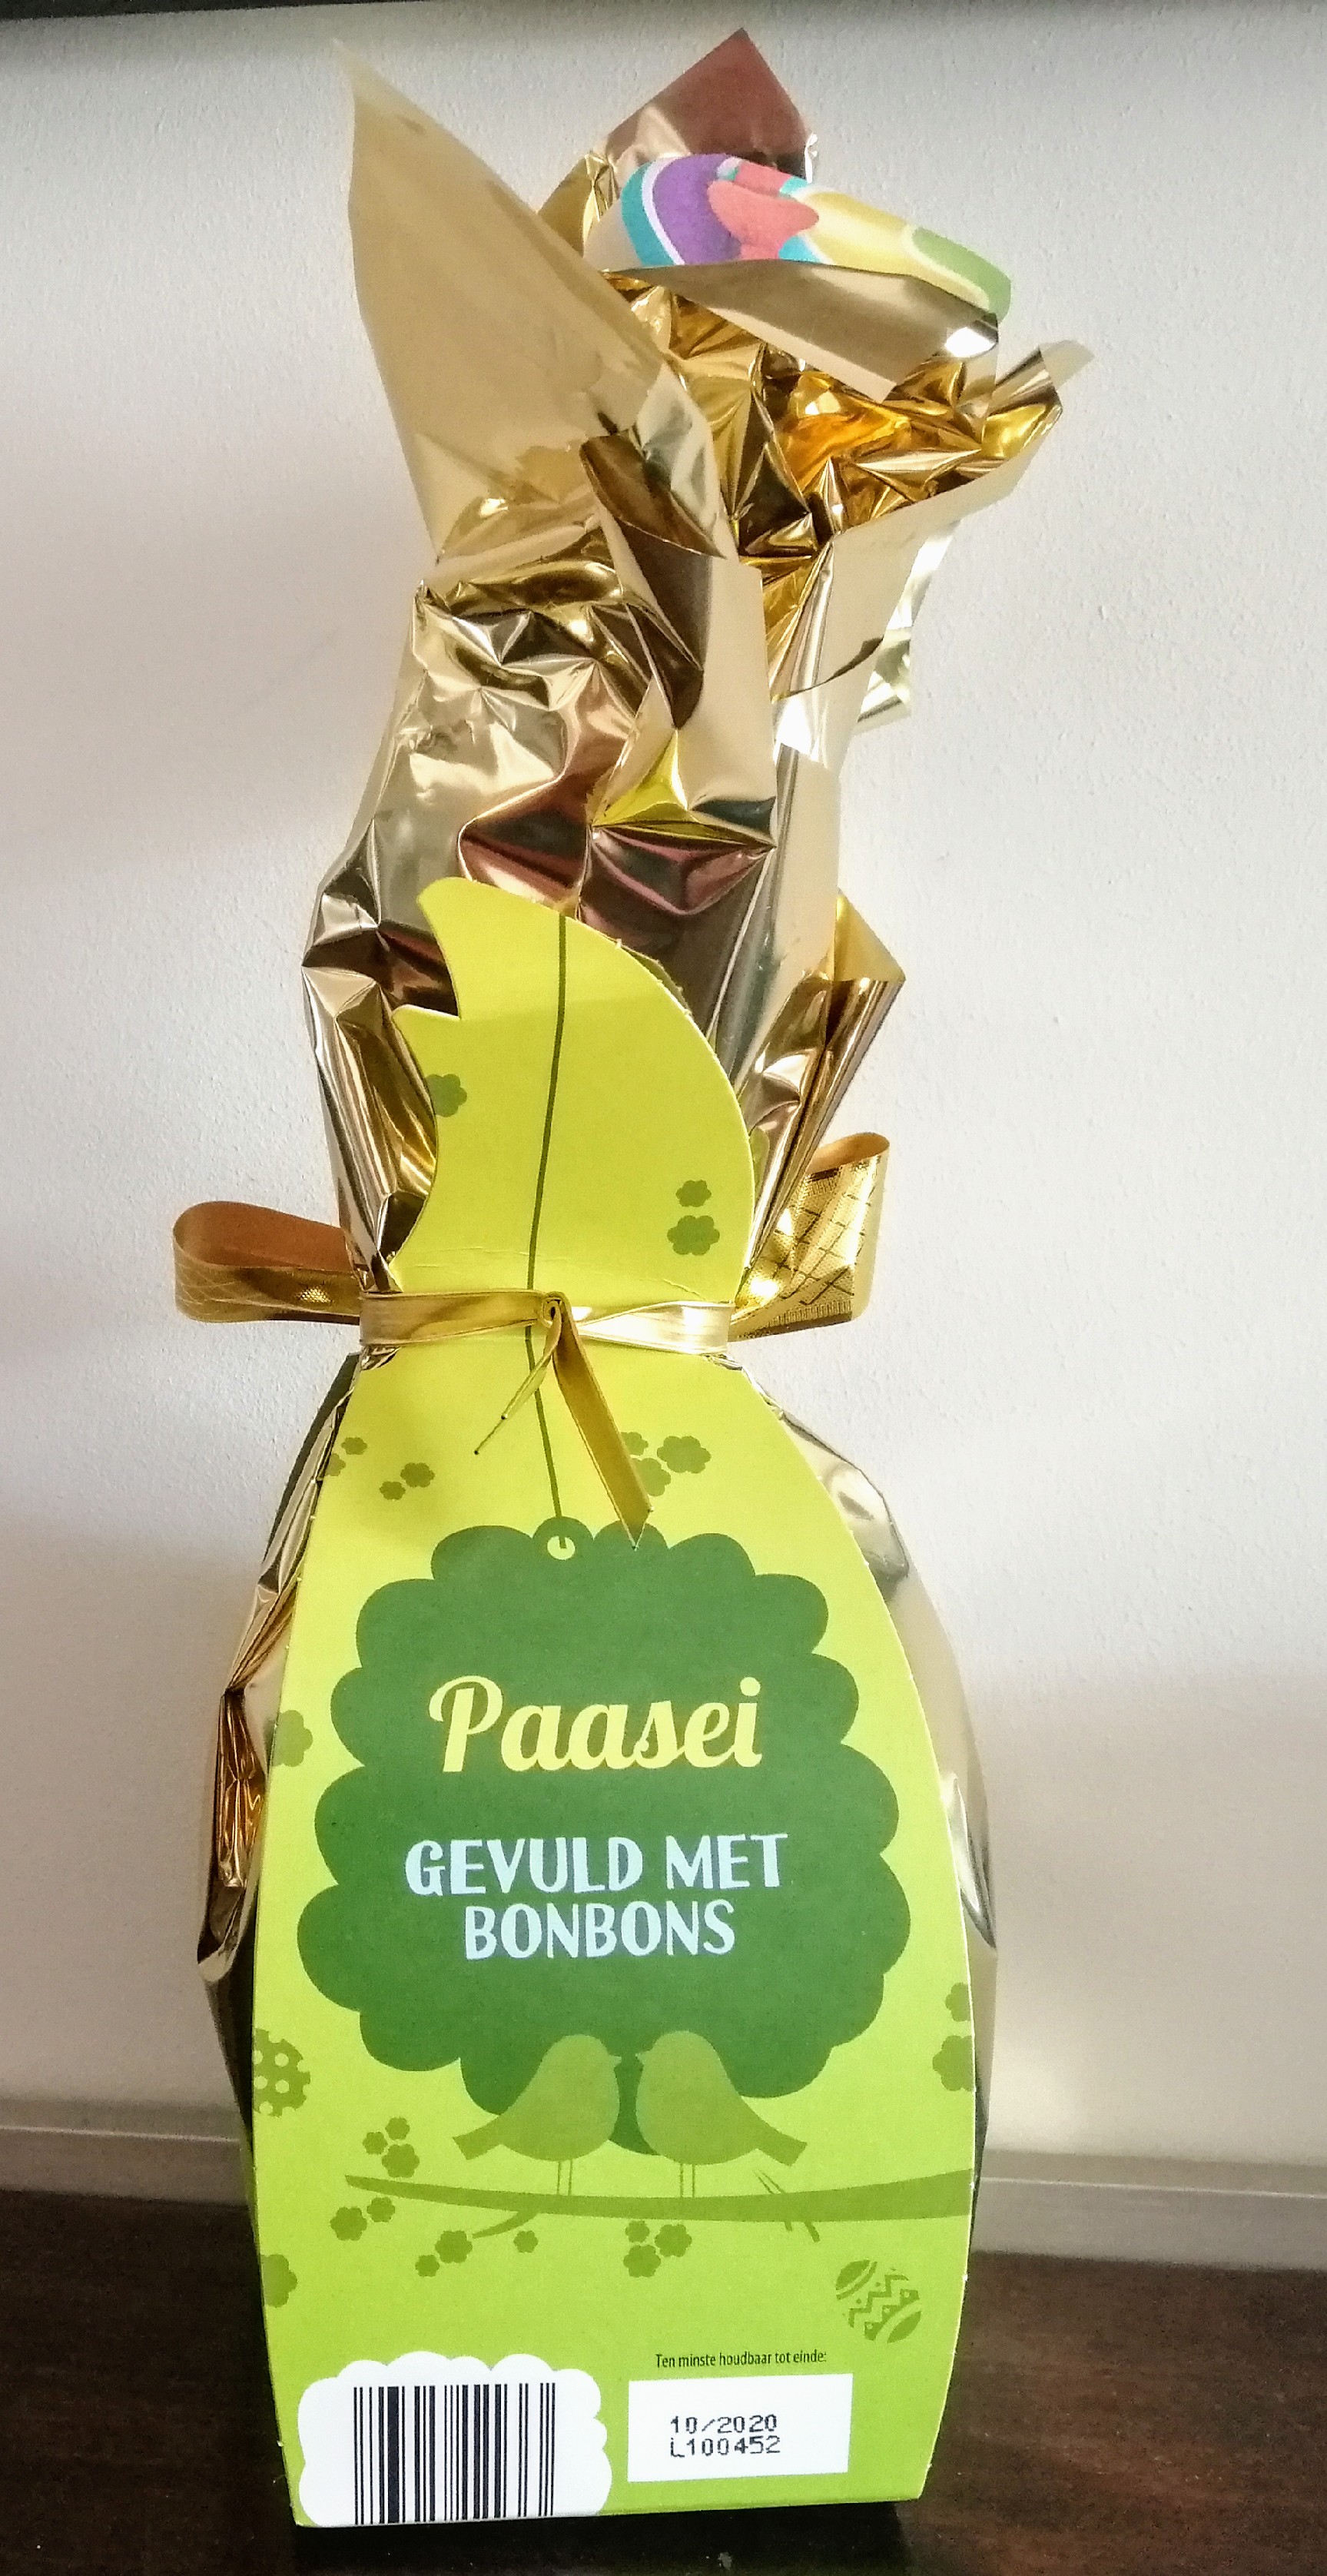 Paasei
GEVULD MET
BONBONS
Ten minste houdbaar tot einde:
10/2020
L100452